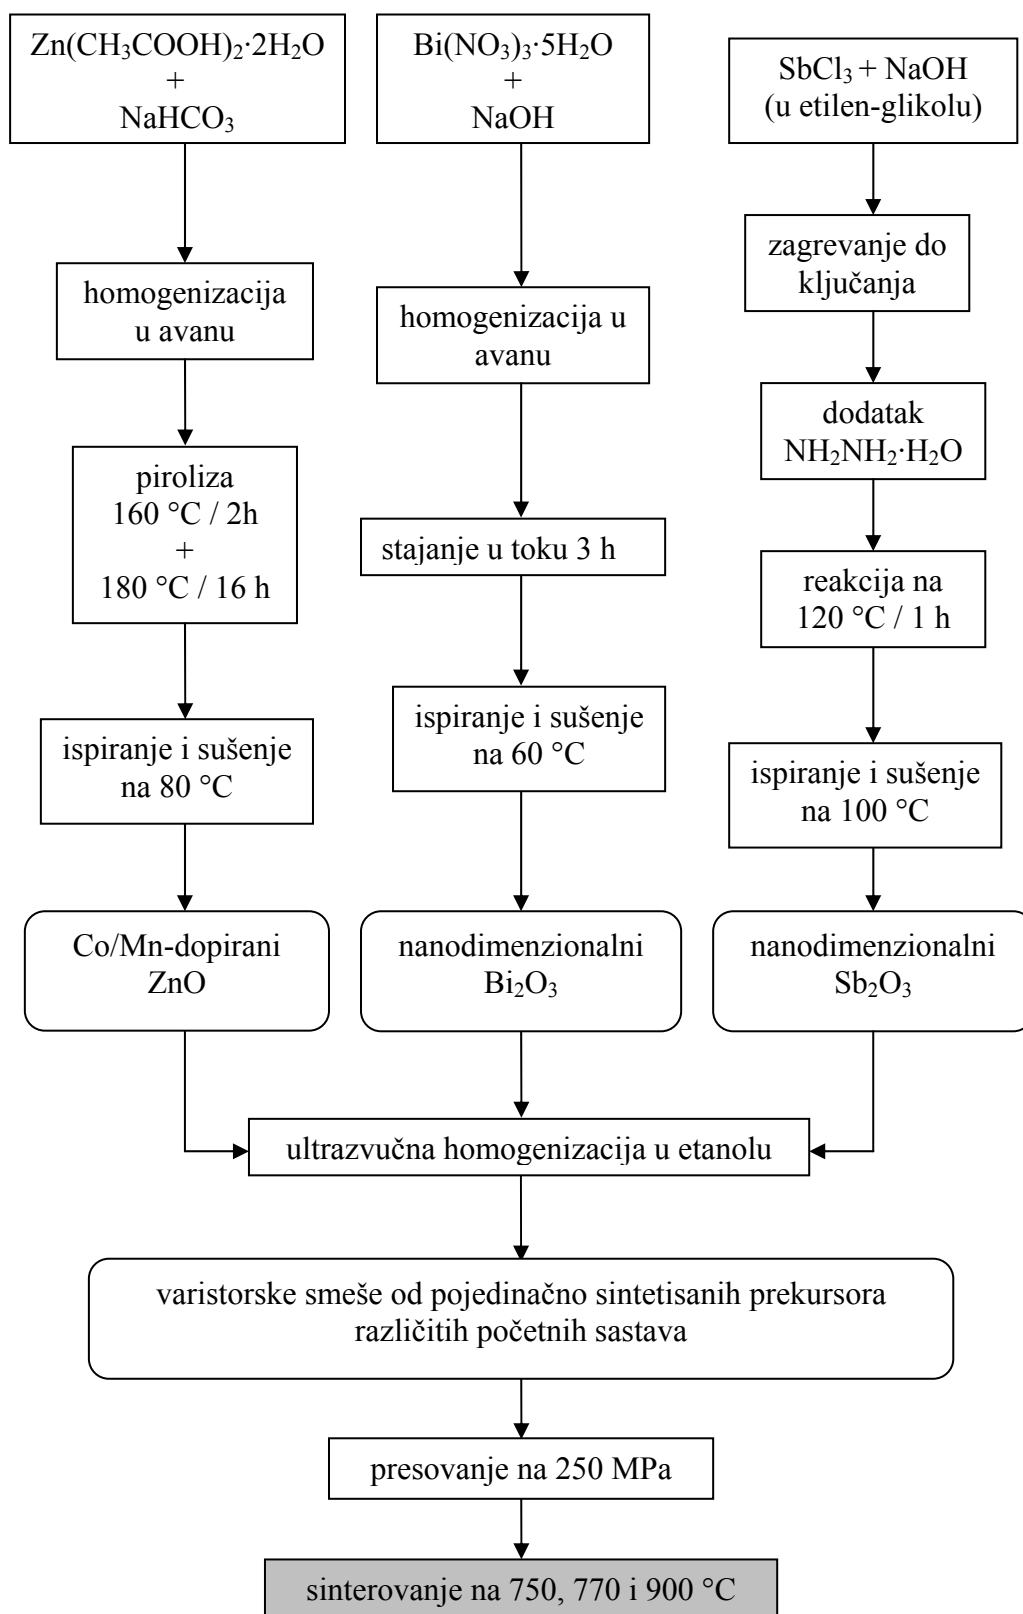 Zn(CH₃COOH)₂·2H₂O
+
NaHCO₃
homogenizacija
u avanu
piroliza
160 °C / 2h
+
180 °C / 16 h
ispiranje i sušenje
na 80 °C
Co/Mn-dopirani
ZnO
Bi(NO₃)₃·5H₂O
+
NaOH
homogenizacija u
avanu
stajanje u toku 3 h
ispiranje i sušenje
na 60 °C
nanodimenzionalni
Bi₂O₃
SbCl₃ + NaOH
(u etilen-glikolu)
zagrevanje do
ključanja
dodatak
NH₂NH₂·H₂O
reakcija na
120 °C / 1 h
ispiranje i sušenje
na 100 °C
nanodimenzionalni
Sb₂O₃
ultrazvučna homogenizacija u etanolu
varistorske smeše od pojedinačno sintetisanih prekursora
različitih početnih sastava
presovanje na 250 MPa
sinterovanje na 750, 770 i 900 °C